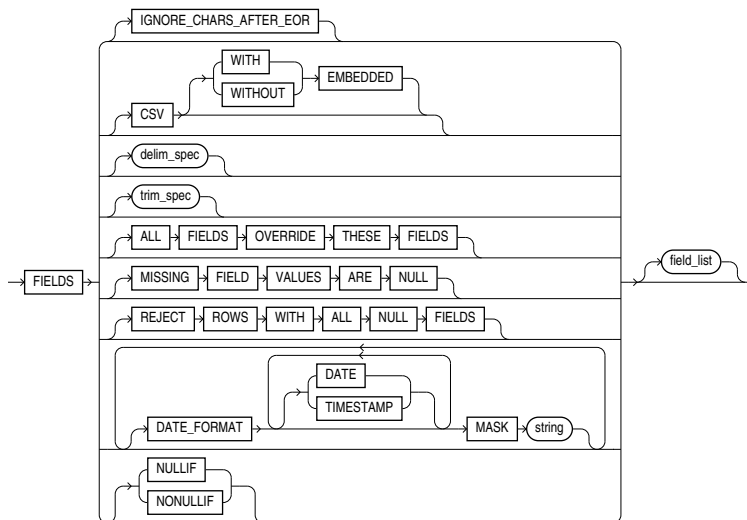 IGNORE_CHARS_AFTER_EOR
WITH
WITHOUT
EMBEDDED
CSV
delim_spec
trim_spec
ALL FIELDS OVERRIDE THESE FIELDS
FIELDS
MISSING FIELD VALUES ARE NULL
field_list
REJECT ROWS WITH ALL NULL FIELDS
DATE
TIMESTAMP
DATE_FORMAT
MASK string
NULLIF
NONULLIF